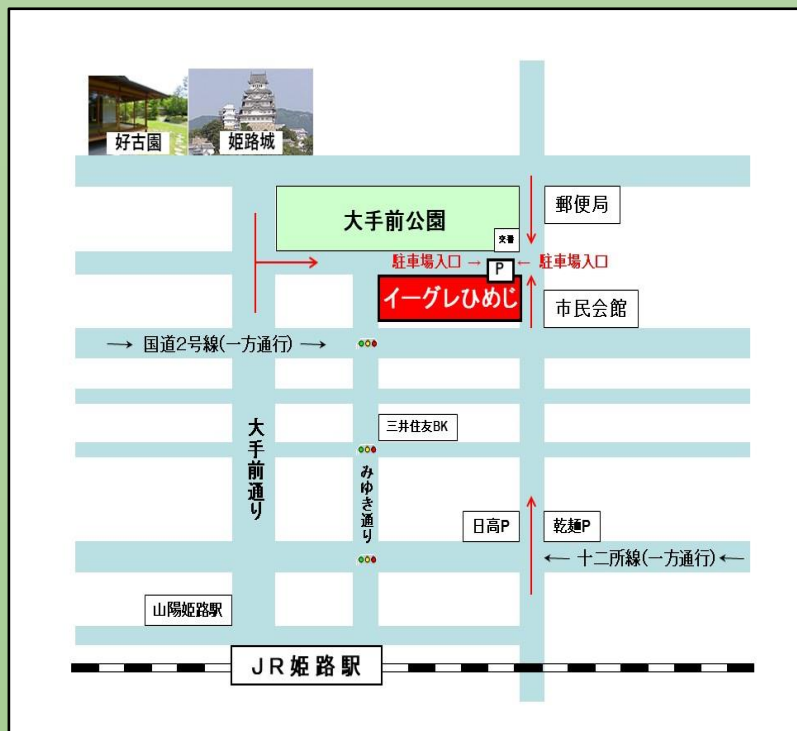 好古園
姫路城
大手前公園
郵便局
交番
駐車場入口 →
P
← 駐車場入口
イーグレひめじ
市民会館
→ 国道2号線(一方通行) →
三井住友BK
大手前通り
みゆき通り
日高P
乾麺P
← 十二所線(一方通行) ←
山陽姫路駅
JR姫路駅